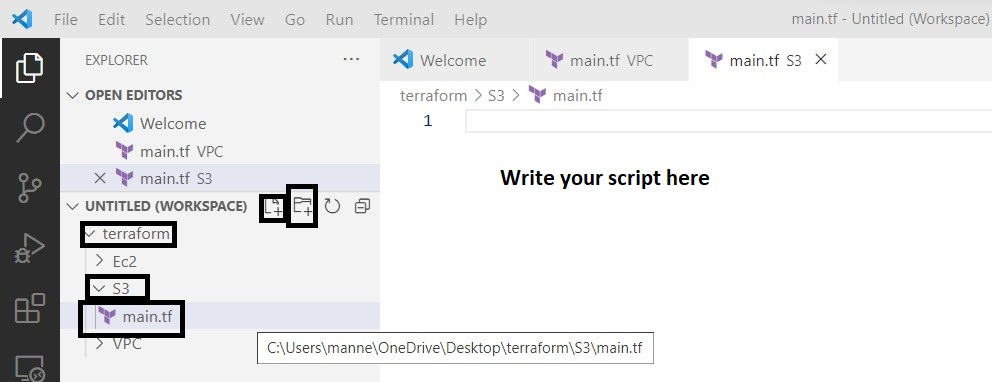 File Edit Selection View Go Run Terminal Help main.tf - Untitled (Workspace)
EXPLORER ···
Welcome main.tf VPC main.tf S3
OPEN EDITORS
Welcome
main.tf VPC
main.tf S3
terraform > S3 > main.tf
1
Write your script here
UNTITLED (WORKSPACE)
terraform
Ec2
S3
main.tf
VPC
C:\Users\manne\OneDrive\Desktop\terraform\S3\main.tf